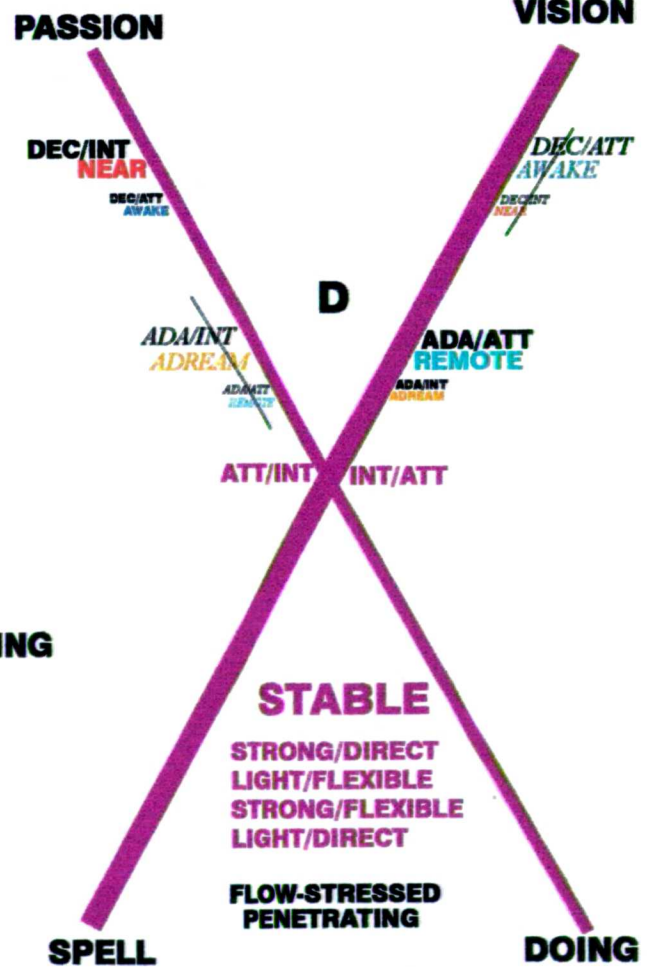 PASSION
VISION
DEC/INT
NEAR
DEC/ATT
AWAKE
DEC/ATT
AWAKE
DEC/INT
NEAR
D
ADA/INT
ADREAM
ADA/ATT
REMOTE
ADA/ATT
REMOTE
ADA/INT
ADREAM
ATT/INT INT/ATT
ING
STABLE
STRONG/DIRECT
LIGHT/FLEXIBLE
STRONG/FLEXIBLE
LIGHT/DIRECT
FLOW-STRESSED
PENETRATING
SPELL
DOING